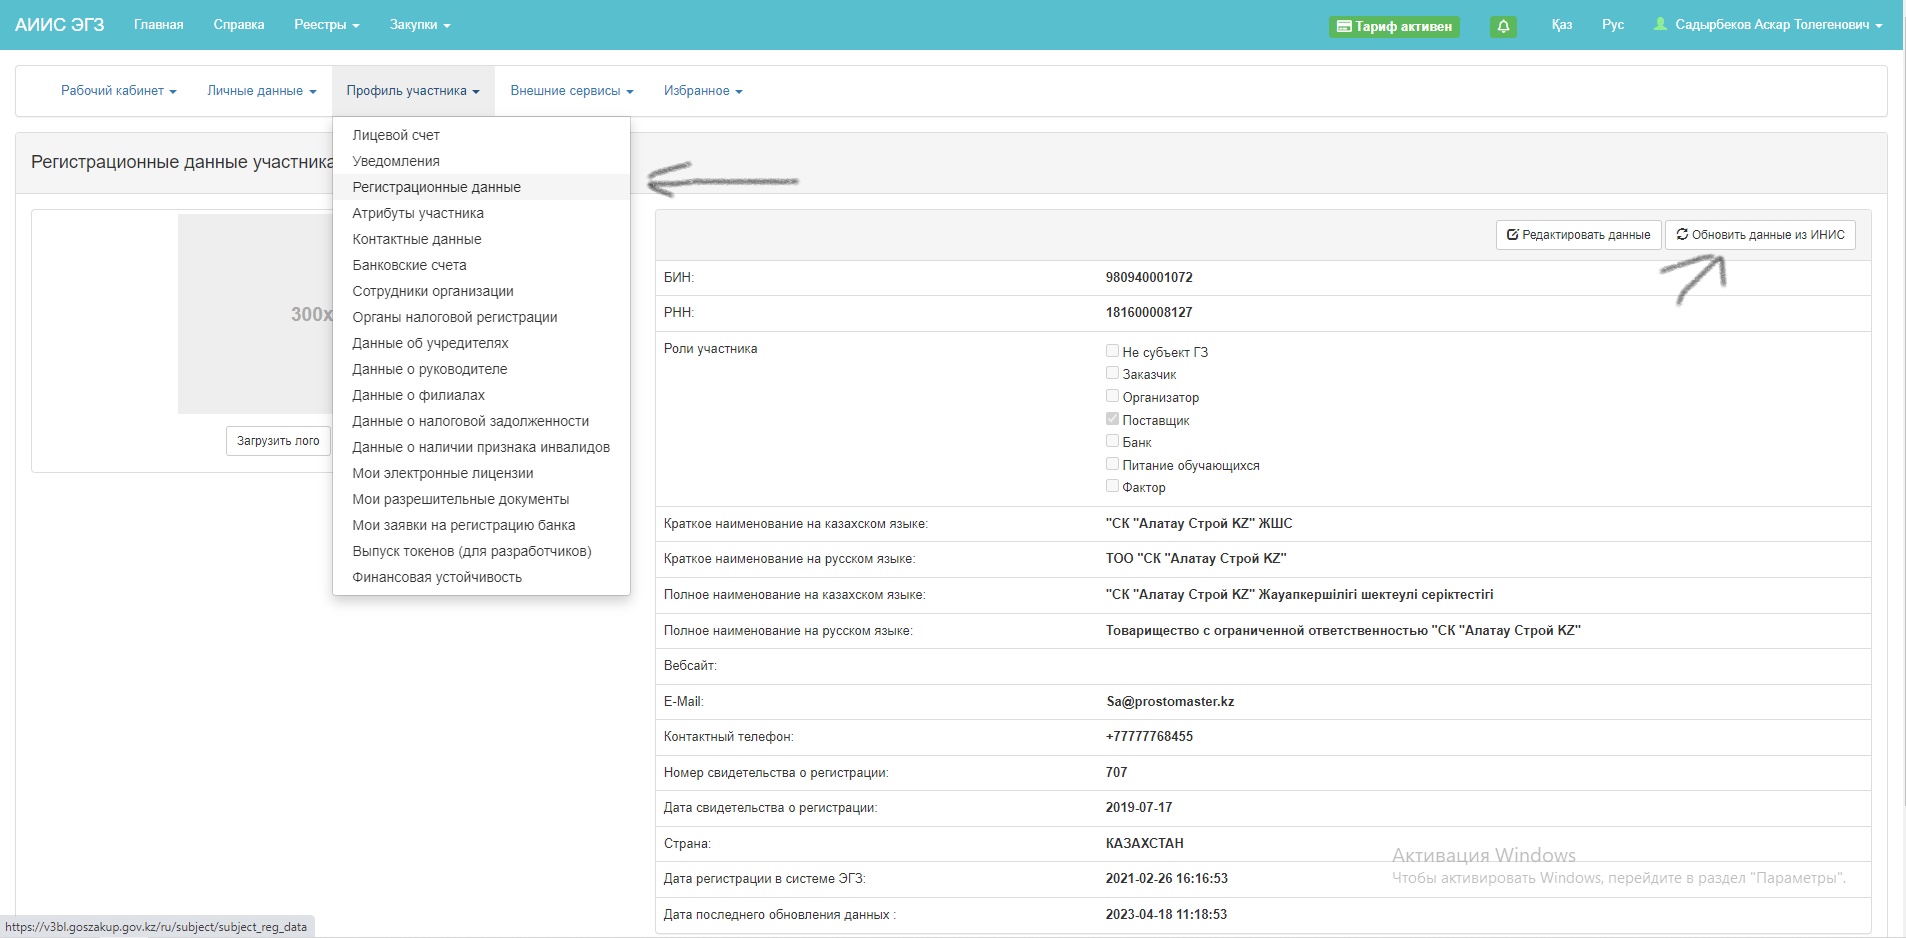 АИИС ЭГЗ Главная Справка Реестры Закупки Тариф активен Қаз Рус Садырбеков Аскар Толегенович
Рабочий кабинет Личные данные Профиль участника Внешние сервисы Избранное
Регистрационные данные участника
Лицевой счет
Уведомления
Регистрационные данные
Атрибуты участника
Контактные данные
Банковские счета
Сотрудники организации
Органы налоговой регистрации
Данные об учредителях
Данные о руководителе
Данные о филиалах
Данные о налоговой задолженности
Данные о наличии признака инвалидов
Мои электронные лицензии
Мои разрешительные документы
Мои заявки на регистрацию банка
Выпуск токенов (для разработчиков)
Финансовая устойчивость
300x
Загрузить лого
Редактировать данные Обновить данные из ИНИС
БИН: 980940001072
РНН: 181600008127
Роли участника
Не субъект ГЗ
Заказчик
Организатор
Поставщик
Банк
Питание обучающихся
Фактор
Краткое наименование на казахском языке: "СК "Алатау Строй KZ" ЖШС
Краткое наименование на русском языке: ТОО "СК "Алатау Строй KZ"
Полное наименование на казахском языке: "СК "Алатау Строй KZ" Жауапкершілігі шектеулі серіктестігі
Полное наименование на русском языке: Товарищество с ограниченной ответственностью "СК "Алатау Строй KZ"
Вебсайт:
E-Mail: Sa@prostomaster.kz
Контактный телефон: +77777768455
Номер свидетельства о регистрации: 707
Дата свидетельства о регистрации: 2019-07-17
Страна: КАЗАХСТАН
Дата регистрации в системе ЭГЗ: 2021-02-26 16:16:53
Дата последнего обновления данных : 2023-04-18 11:18:53
Активация Windows
Чтобы активировать Windows, перейдите в раздел "Параметры".
https://v3bl.goszakup.gov.kz/ru/subject/subject_reg_data